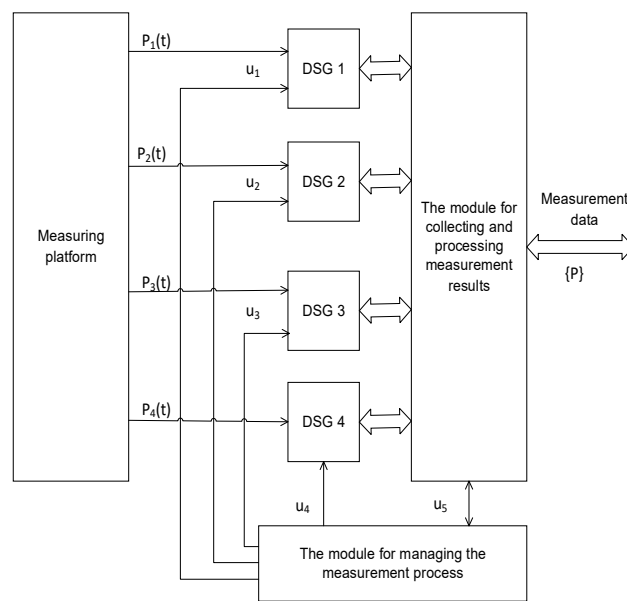 P₁(t)
u₁
DSG 1
P₂(t)
u₂
DSG 2
Measuring
platform
The module for
collecting and
processing
measurement
results
Measurement
data
{P}
P₃(t)
u₃
DSG 3
P₄(t)
DSG 4
u₄
u₅
The module for managing the
measurement process